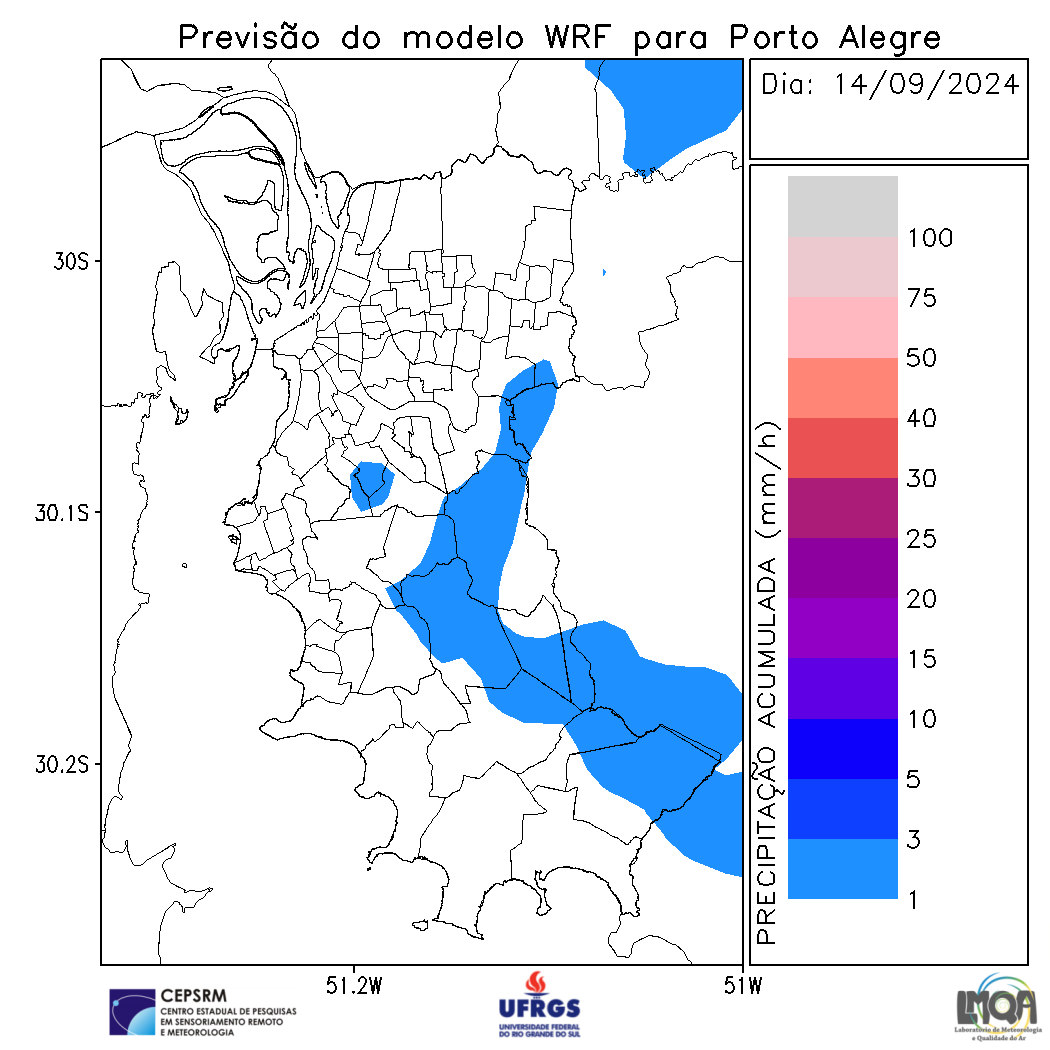 Previsão do modelo WRF para Porto Alegre
Dia: 14/09/2024
30S
30.1S
30.2S
51.2W
51W
PRECIPITAÇÃO ACUMULADA (mm/h)
100
75
50
40
30
25
20
15
10
5
3
1
CEPSRM
CENTRO ESTADUAL DE PESQUISAS
EM SENSORIAMENTO REMOTO
E METEOROLOGIA
UFRGS
UNIVERSIDADE FEDERAL
DO RIO GRANDE DO SUL
LMQA
Laboratório de Meteorologia
e Qualidade do Ar